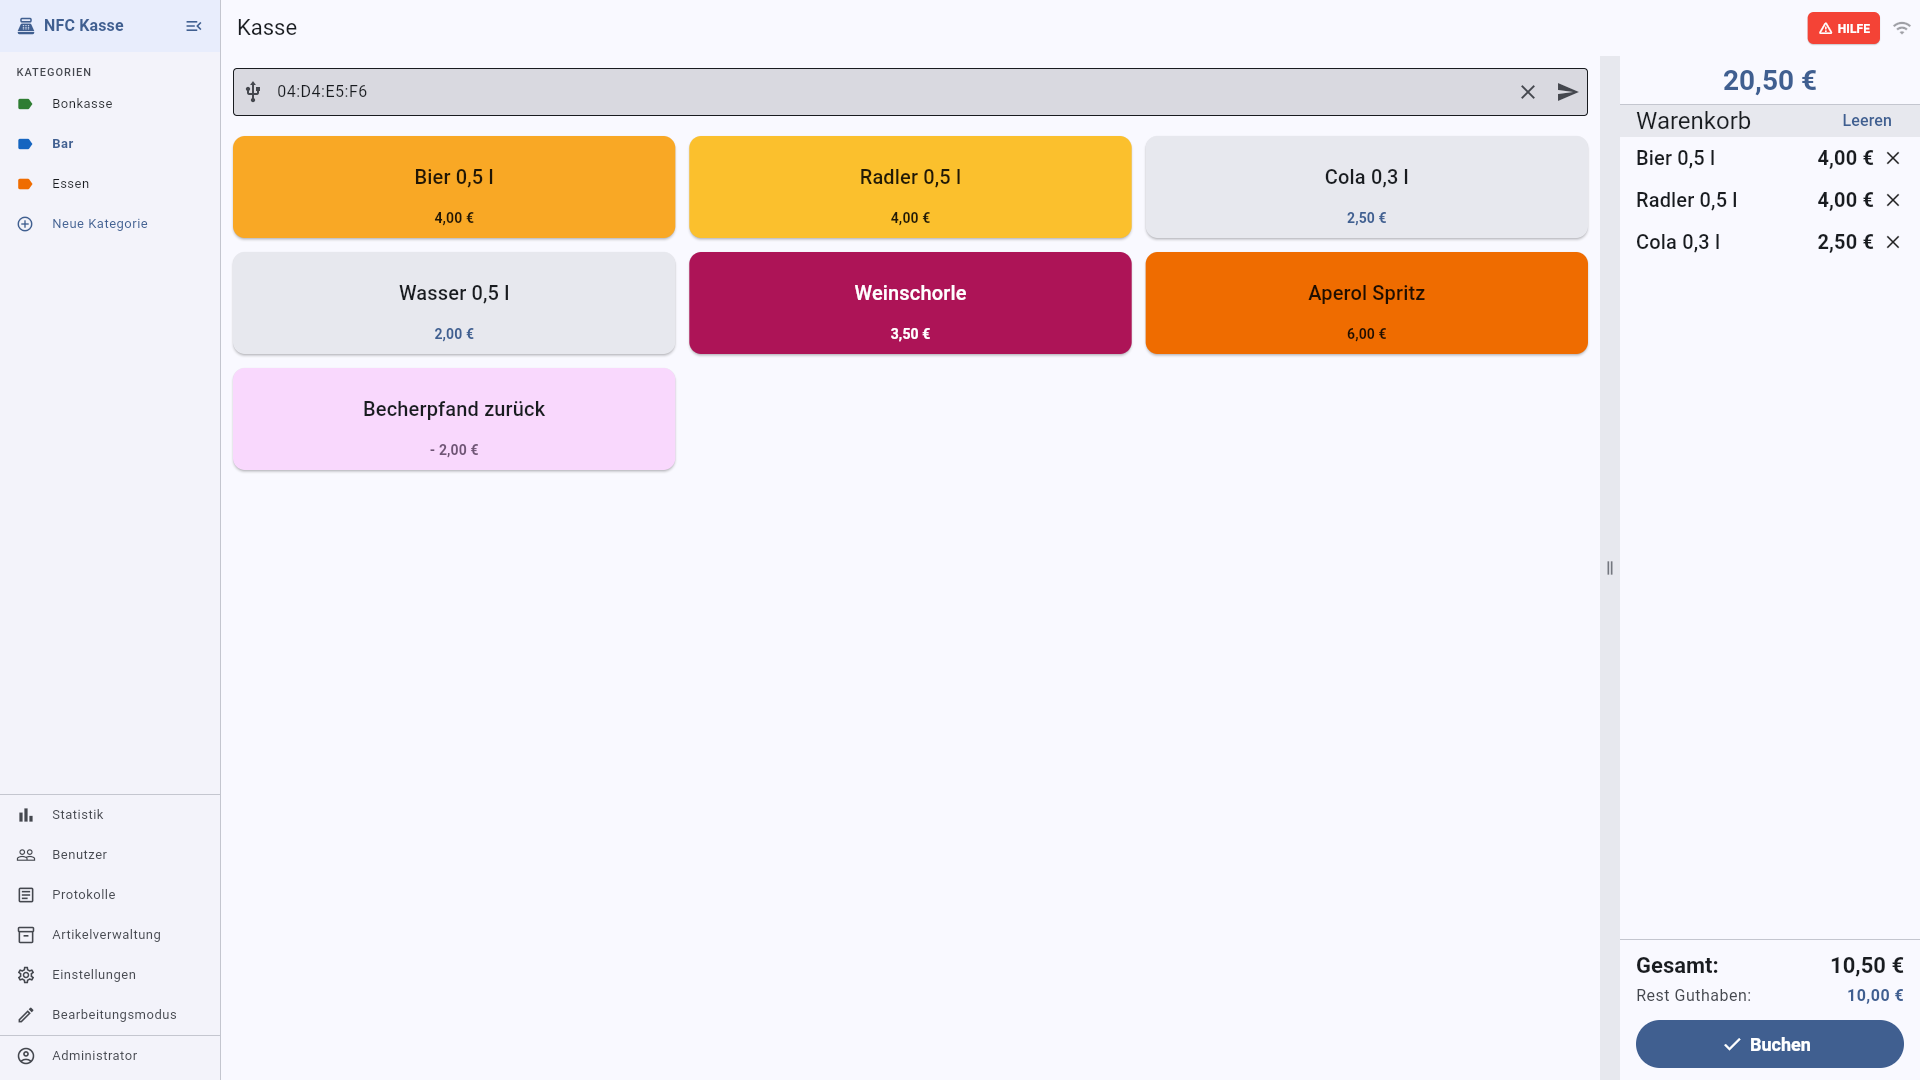 NFC Kasse
KATEGORIEN
Bonkasse
Bar
Essen
Neue Kategorie
Statistik
Benutzer
Protokolle
Artikelverwaltung
Einstellungen
Bearbeitungsmodus
Administrator
Kasse
HILFE
04:D4:E5:F6
Bier 0,5 l
4,00 €
Radler 0,5 l
4,00 €
Cola 0,3 l
2,50 €
Wasser 0,5 l
2,00 €
Weinschorle
3,50 €
Aperol Spritz
6,00 €
Becherpfand zurück
- 2,00 €
20,50 €
Warenkorb Leeren
Bier 0,5 l 4,00 €
Radler 0,5 l 4,00 €
Cola 0,3 l 2,50 €
Gesamt: 10,50 €
Rest Guthaben: 10,00 €
Buchen